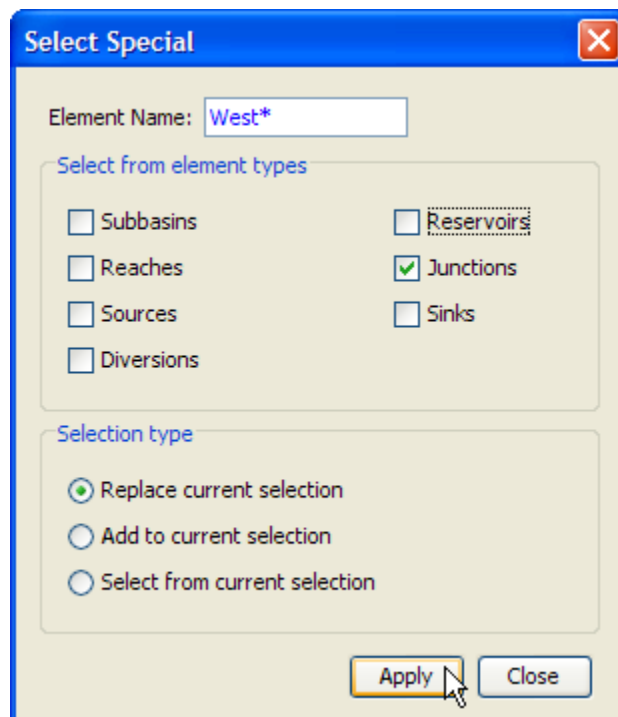 Select Special
Element Name: West*
Select from element types
Subbasins Reservoirs
Reaches Junctions
Sources Sinks
Diversions
Selection type
Replace current selection
Add to current selection
Select from current selection
Apply Close